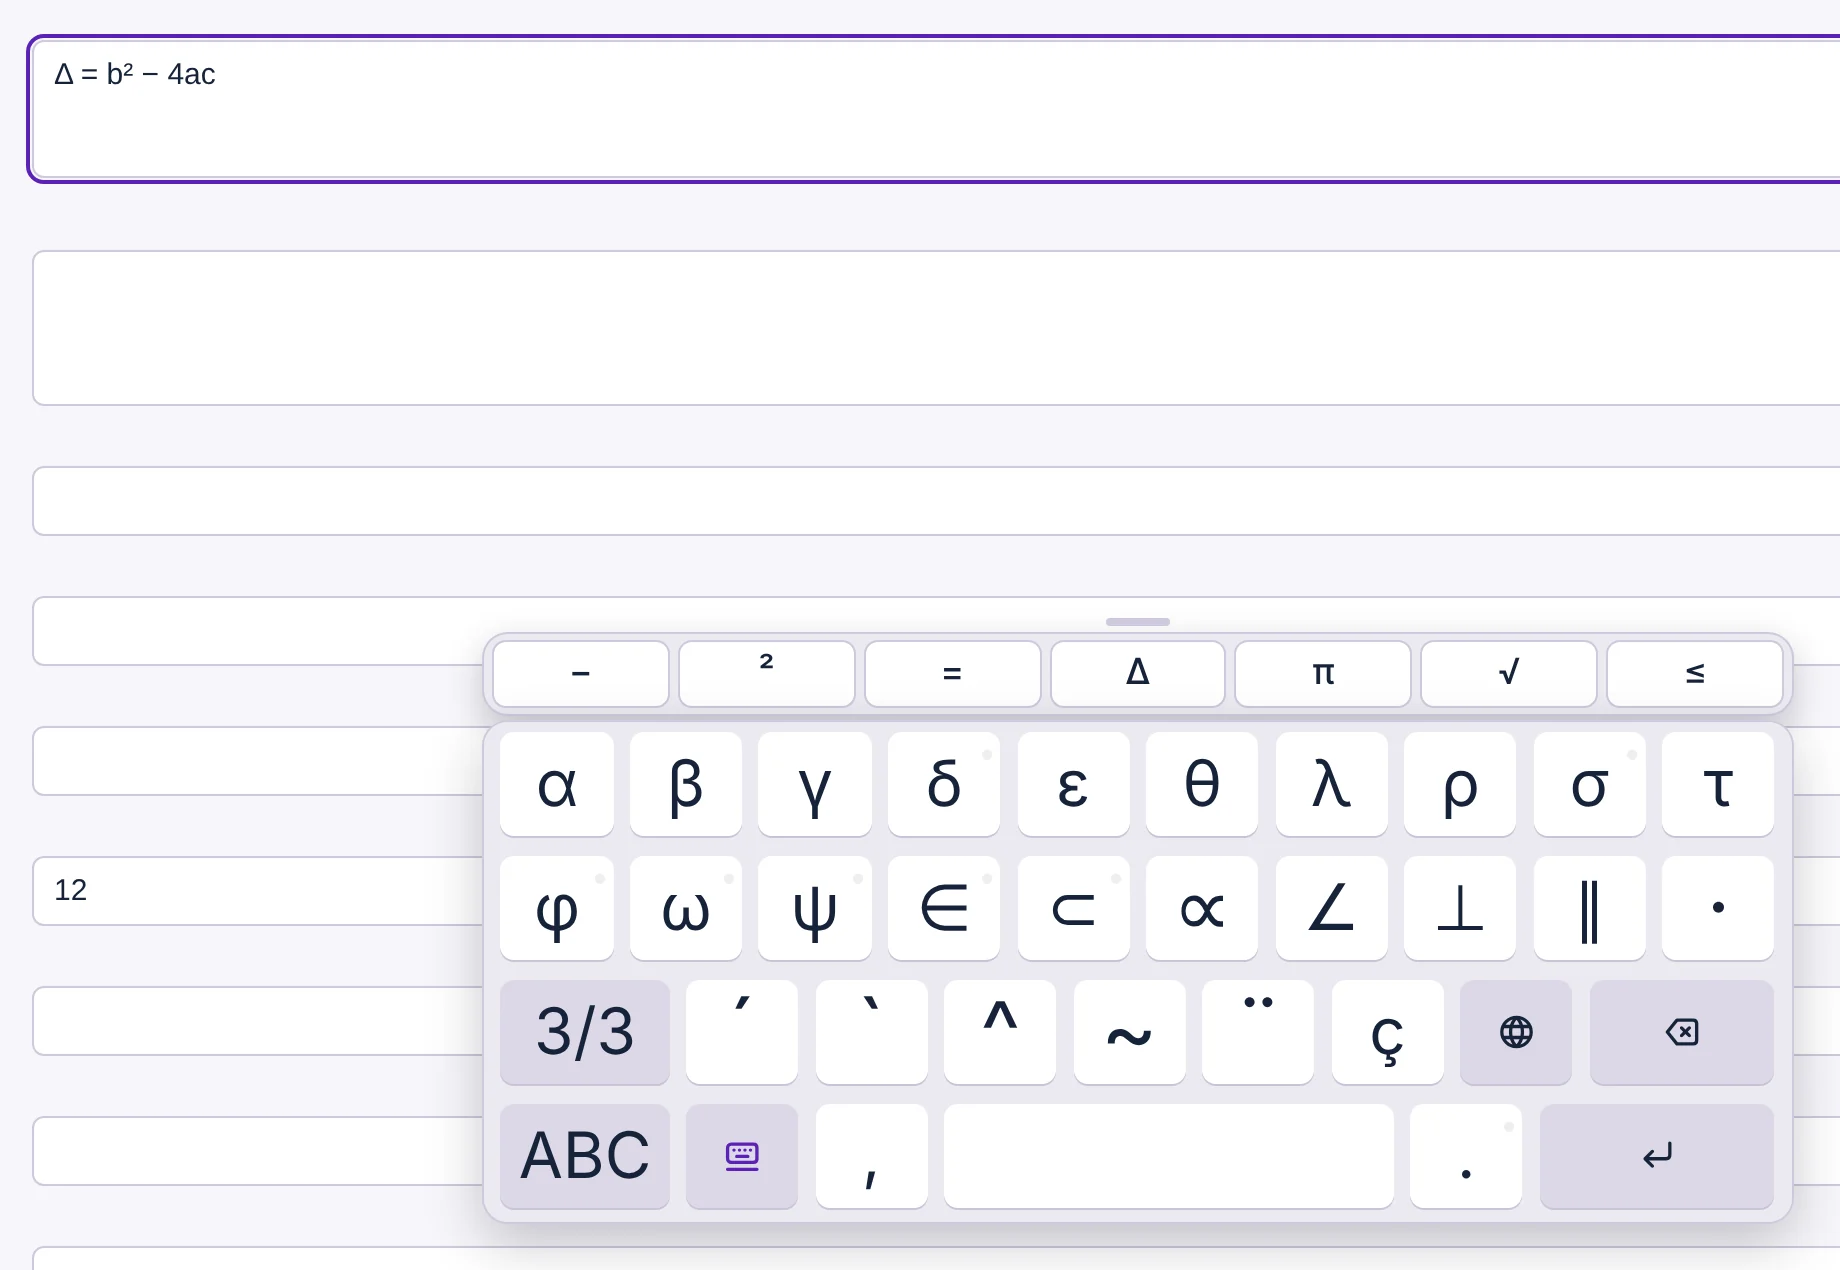 Δ = b² − 4ac
12
− ² = Δ π √ ≤
α β γ δ ε θ λ ρ σ τ
φ ω ψ ∈ ⊂ ∝ ∠ ⊥ ∥ ·
3/3 ´ ` ^ ~ ¨ ç
ABC , .